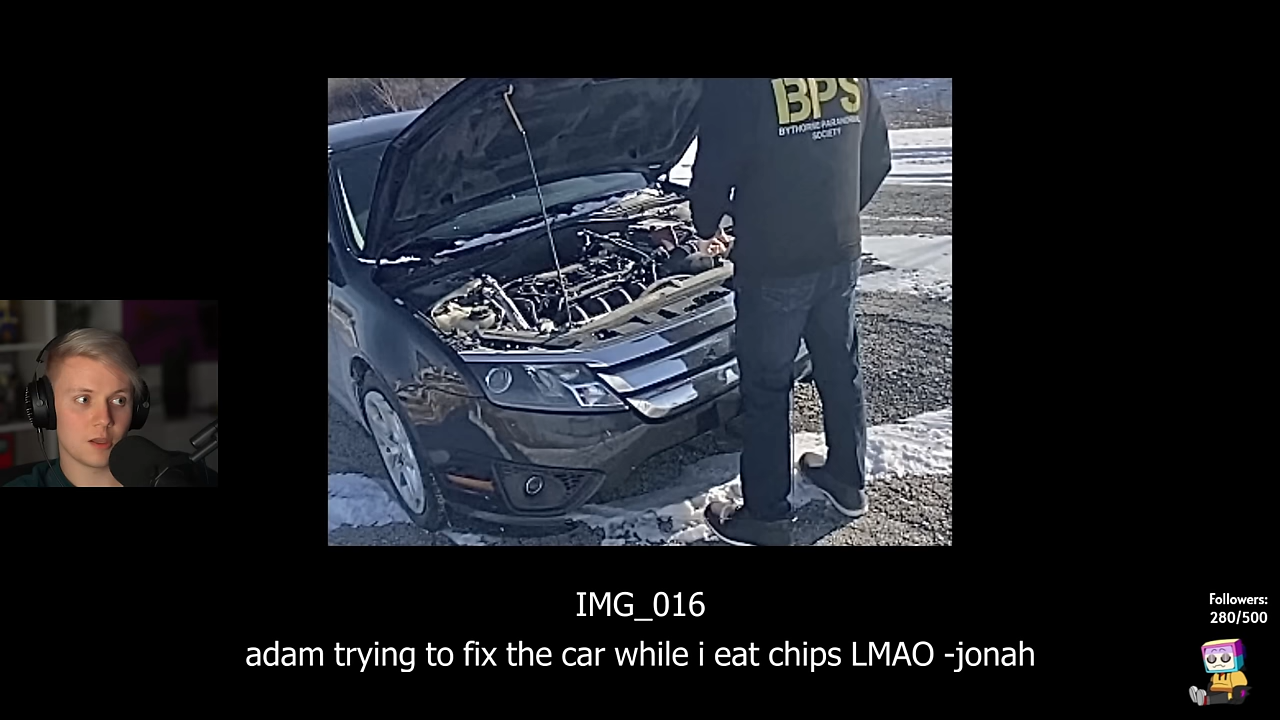 BPS
BYTHORNE PARANORMAL
SOCIETY
IMG_016
adam trying to fix the car while i eat chips LMAO -jonah
Followers:
280/500